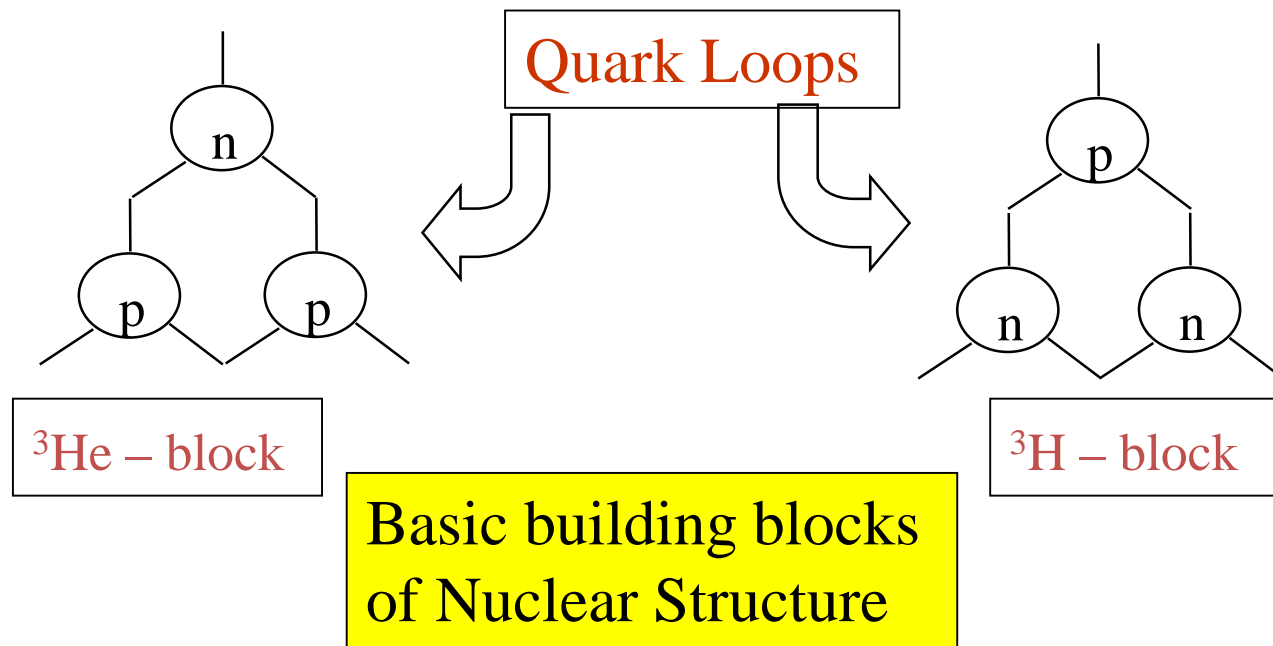 Quark Loops
n
p p
p
n n
³He – block
³H – block
Basic building blocks
of Nuclear Structure